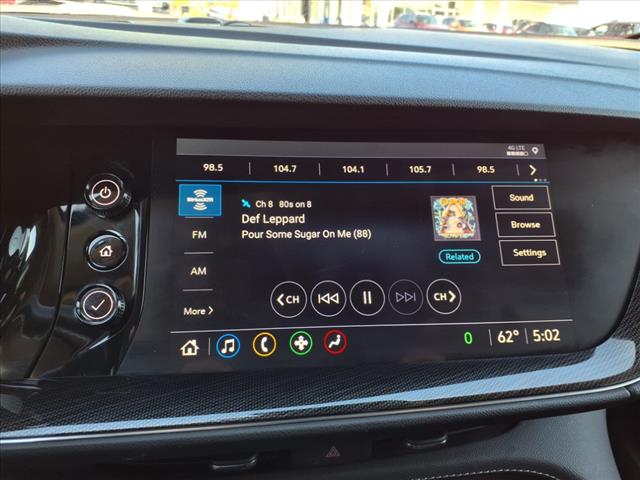 4G LTE
98.5 104.7 104.1 105.7 98.5
SiriusXM
Ch 8 80s on 8
Def Leppard
Pour Some Sugar On Me (88)
Sound
FM
Browse
Related
Settings
AM
CH
CH
More
0 62° 5:02